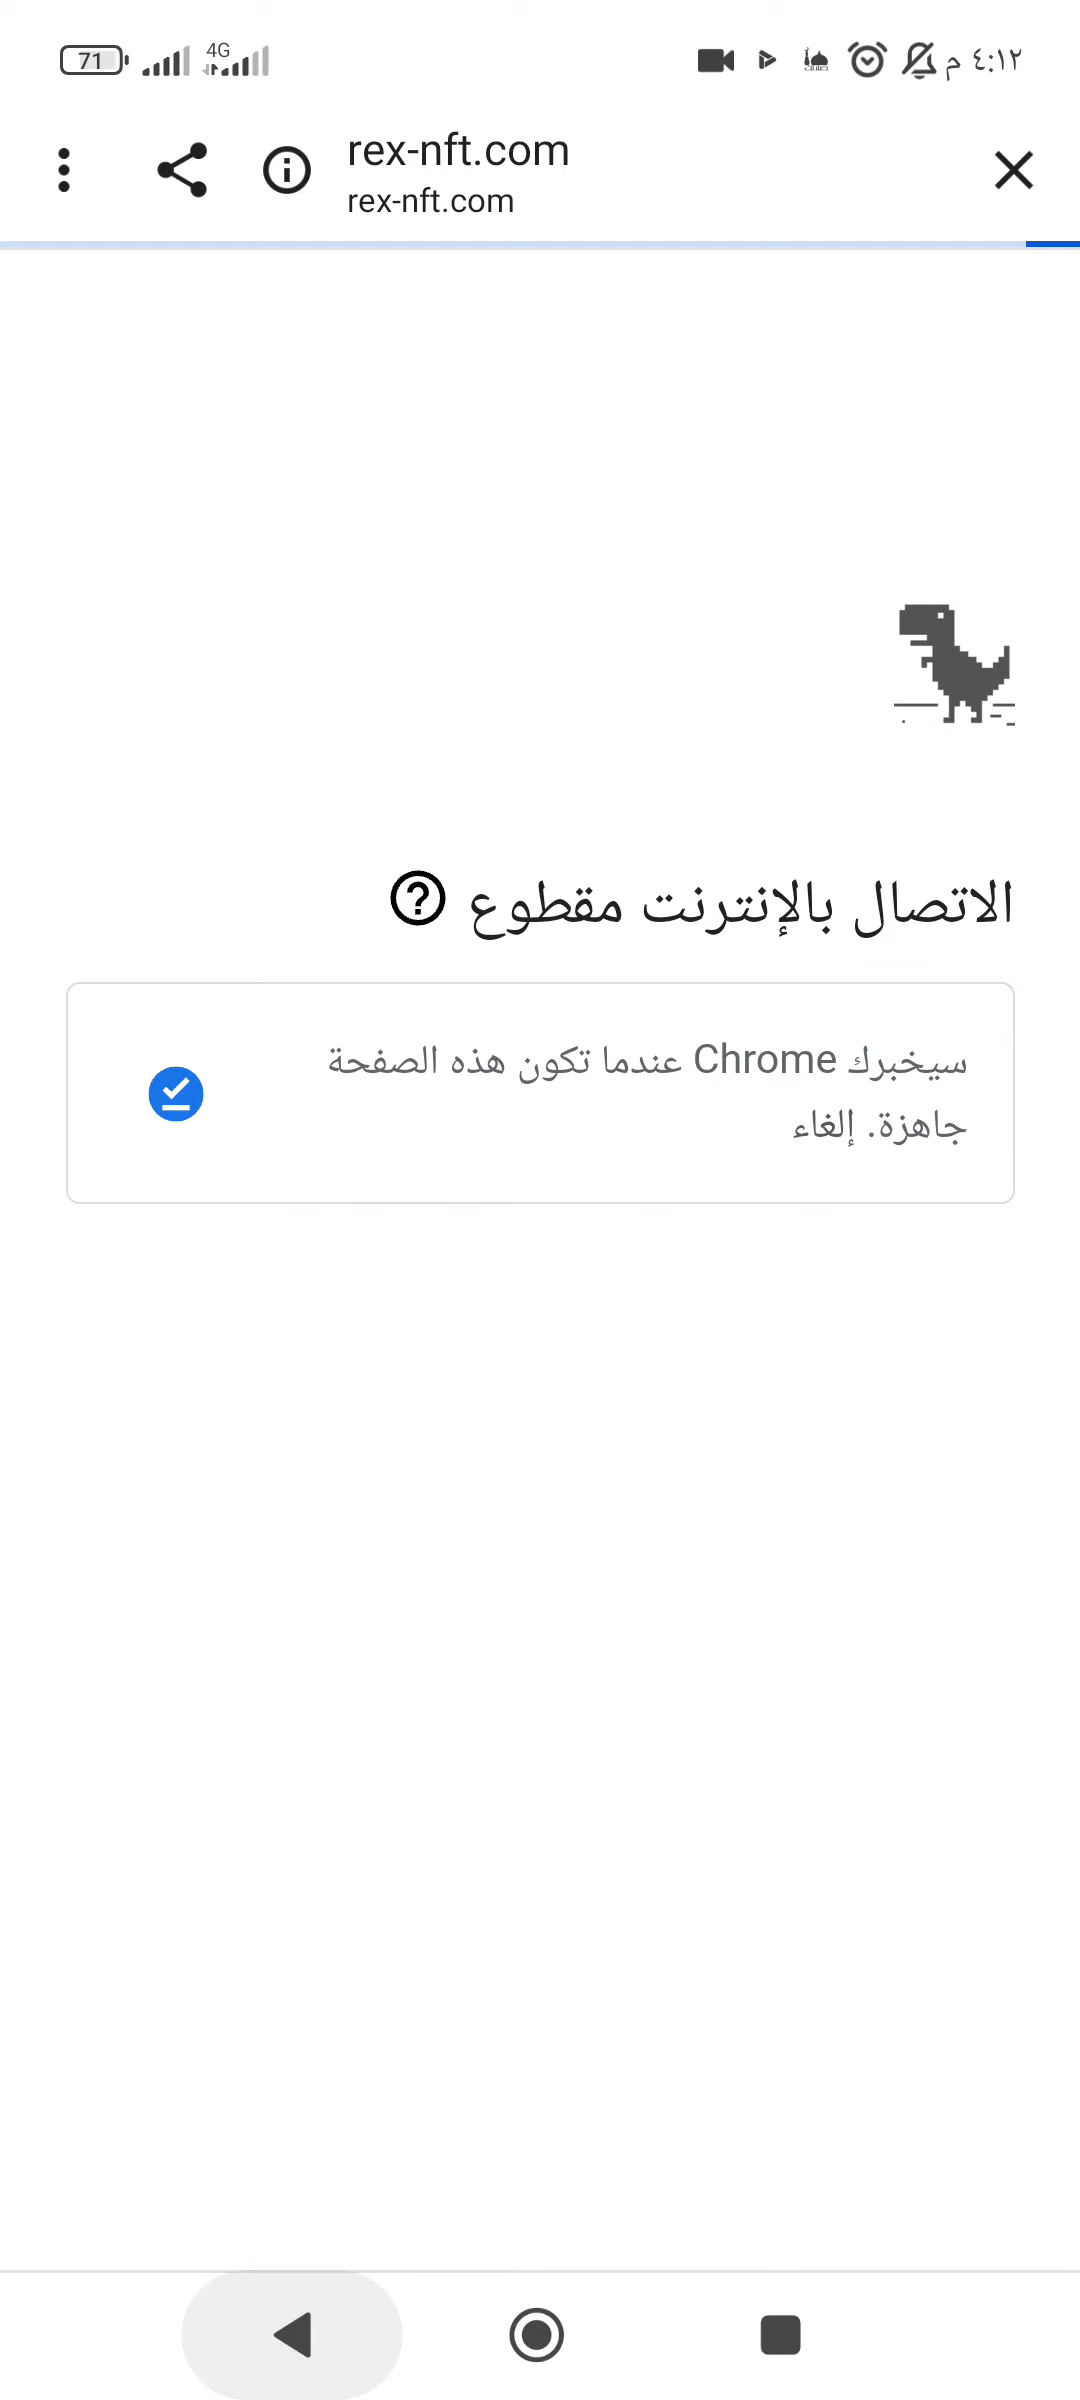 71
4G
٤:١٢ م
rex-nft.com
rex-nft.com
الاتصال بالإنترنت مقطوع
سيخبرك Chrome عندما تكون هذه الصفحة
جاهزة. إلغاء